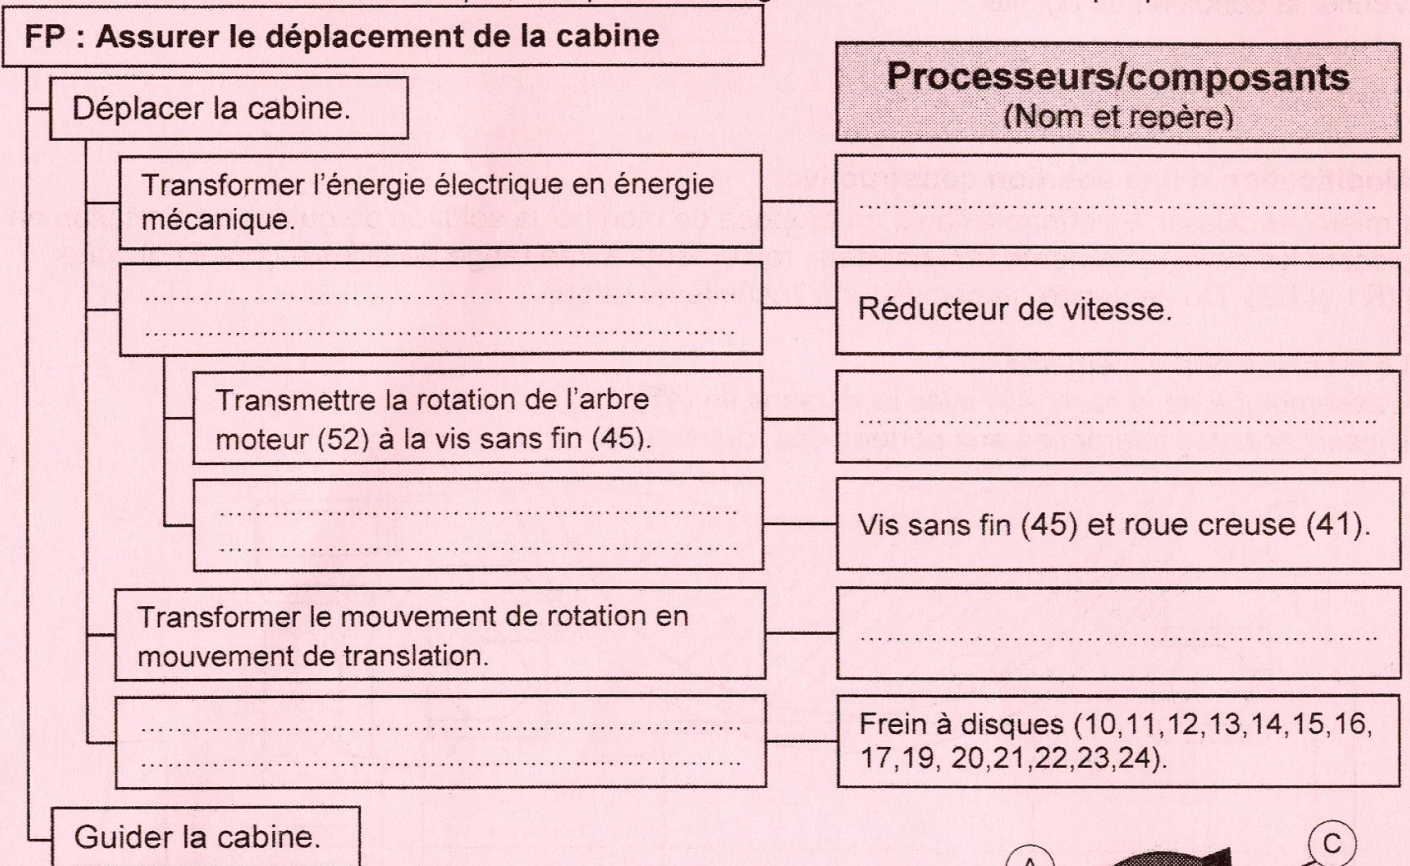 FP : Assurer le déplacement de la cabine
Processeurs/composants
(Nom et repère)
Déplacer la cabine.
Transformer l'énergie électrique en énergie
mécanique.
Réducteur de vitesse.
Transmettre la rotation de l'arbre
moteur (52) à la vis sans fin (45).
Vis sans fin (45) et roue creuse (41).
Transformer le mouvement de rotation en
mouvement de translation.
Frein à disques (10,11,12,13,14,15,16,
17,19, 20,21,22,23,24).
Guider la cabine.
C
A